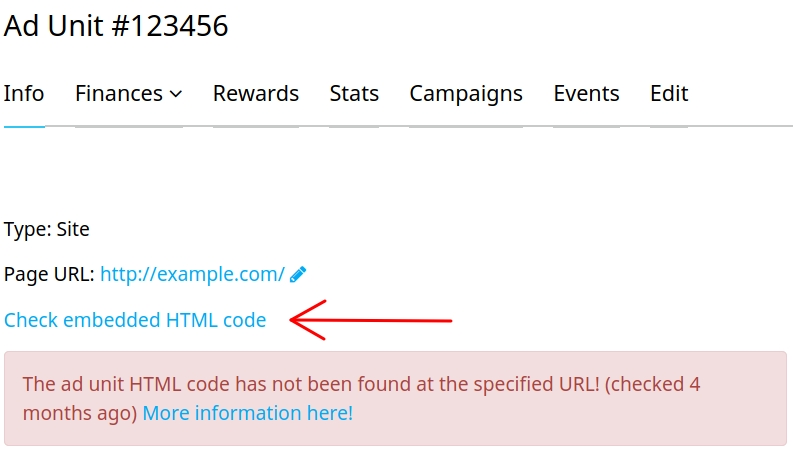 Ad Unit #123456
Info Finances Rewards Stats Campaigns Events Edit
Type: Site
Page URL: http://example.com/
Check embedded HTML code
The ad unit HTML code has not been found at the specified URL! (checked 4
months ago) More information here!